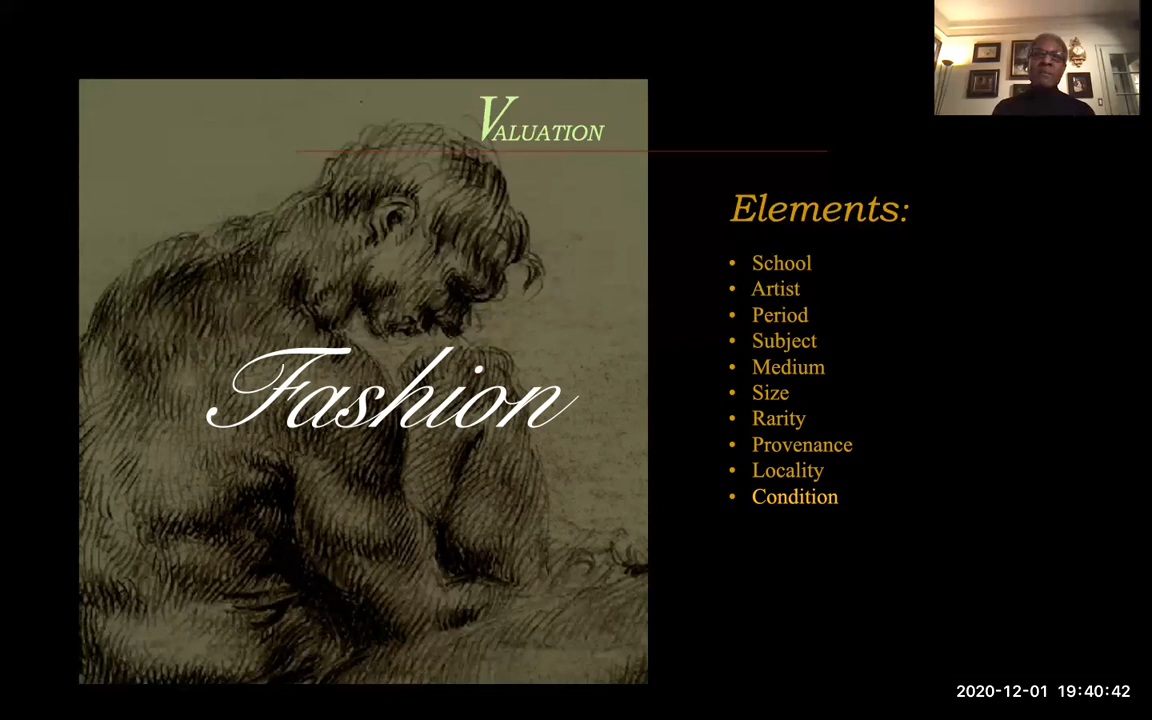 VALUATION
Fashion
Elements:
• School
• Artist
• Period
• Subject
• Medium
• Size
• Rarity
• Provenance
• Locality
• Condition
2020-12-01 19:40:42